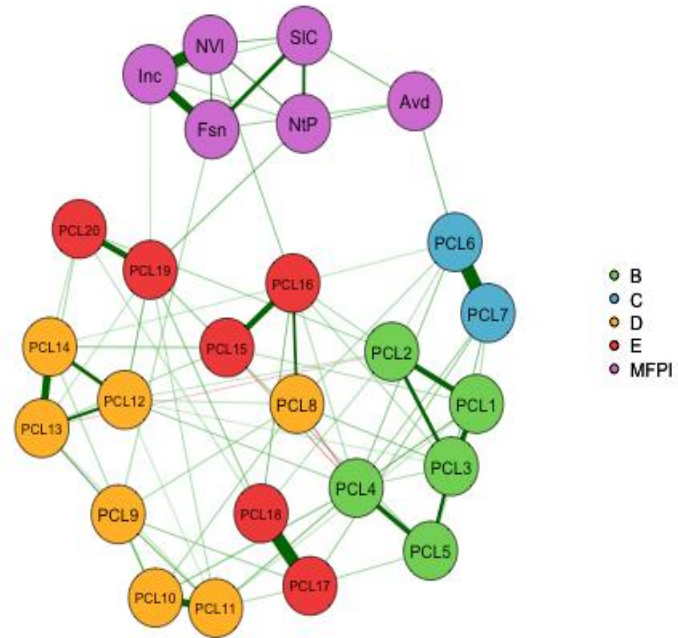 SIC
NVI
Inc
Avd
NtP
Fsn
PCL20
PCL6
PCL19
PCL16
B
PCL7
C
PCL14
PCL15
PCL2
D
E
MFPI
PCL12
PCL8
PCL1
PCL13
PCL3
PCL4
PCL9
PCL18
PCL5
PCL17
PCL10
PCL11